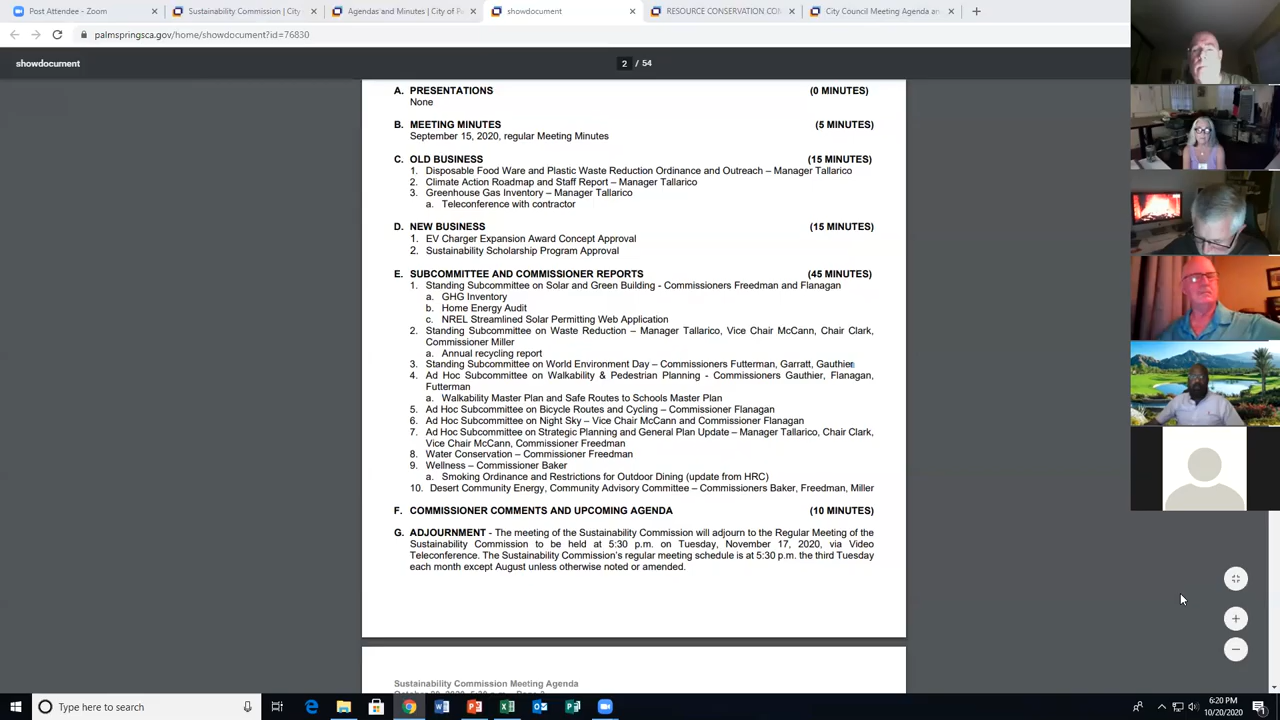 Post Attendee - Zoom
Sustainability Commission | City
Agendas and Minutes | City of P
showdocument
RESOURCE CONSERVATION COM
City Council Meeting Agenda an
palmspringsca.gov/home/showdocument?id=76830
showdocument
2 / 54
A. PRESENTATIONS (0 MINUTES)
None
B. MEETING MINUTES (5 MINUTES)
September 15, 2020, regular Meeting Minutes
C. OLD BUSINESS (15 MINUTES)
1. Disposable Food Ware and Plastic Waste Reduction Ordinance and Outreach – Manager Tallarico
2. Climate Action Roadmap and Staff Report – Manager Tallarico
3. Greenhouse Gas Inventory – Manager Tallarico
a. Teleconference with contractor
D. NEW BUSINESS (15 MINUTES)
1. EV Charger Expansion Award Concept Approval
2. Sustainability Scholarship Program Approval
E. SUBCOMMITTEE AND COMMISSIONER REPORTS (45 MINUTES)
1. Standing Subcommittee on Solar and Green Building - Commissioners Freedman and Flanagan
a. GHG Inventory
b. Home Energy Audit
c. NREL Streamlined Solar Permitting Web Application
2. Standing Subcommittee on Waste Reduction – Manager Tallarico, Vice Chair McCann, Chair Clark,
Commissioner Miller
a. Annual recycling report
3. Standing Subcommittee on World Environment Day – Commissioners Futterman, Garratt, Gauthier
4. Ad Hoc Subcommittee on Walkability & Pedestrian Planning - Commissioners Gauthier, Flanagan,
Futterman
a. Walkability Master Plan and Safe Routes to Schools Master Plan
5. Ad Hoc Subcommittee on Bicycle Routes and Cycling – Commissioner Flanagan
6. Ad Hoc Subcommittee on Night Sky – Vice Chair McCann and Commissioner Flanagan
7. Ad Hoc Subcommittee on Strategic Planning and General Plan Update – Manager Tallarico, Chair Clark,
Vice Chair McCann, Commissioner Freedman
8. Water Conservation – Commissioner Freedman
9. Wellness – Commissioner Baker
a. Smoking Ordinance and Restrictions for Outdoor Dining (update from HRC)
10. Desert Community Energy, Community Advisory Committee – Commissioners Baker, Freedman, Miller
F. COMMISSIONER COMMENTS AND UPCOMING AGENDA (10 MINUTES)
G. ADJOURNMENT - The meeting of the Sustainability Commission will adjourn to the Regular Meeting of the
Sustainability Commission to be held at 5:30 p.m. on Tuesday, November 17, 2020, via Video
Teleconference. The Sustainability Commission's regular meeting schedule is at 5:30 p.m. the third Tuesday
each month except August unless otherwise noted or amended.
Sustainability Commission Meeting Agenda
Type here to search
6:20 PM
10/20/2020